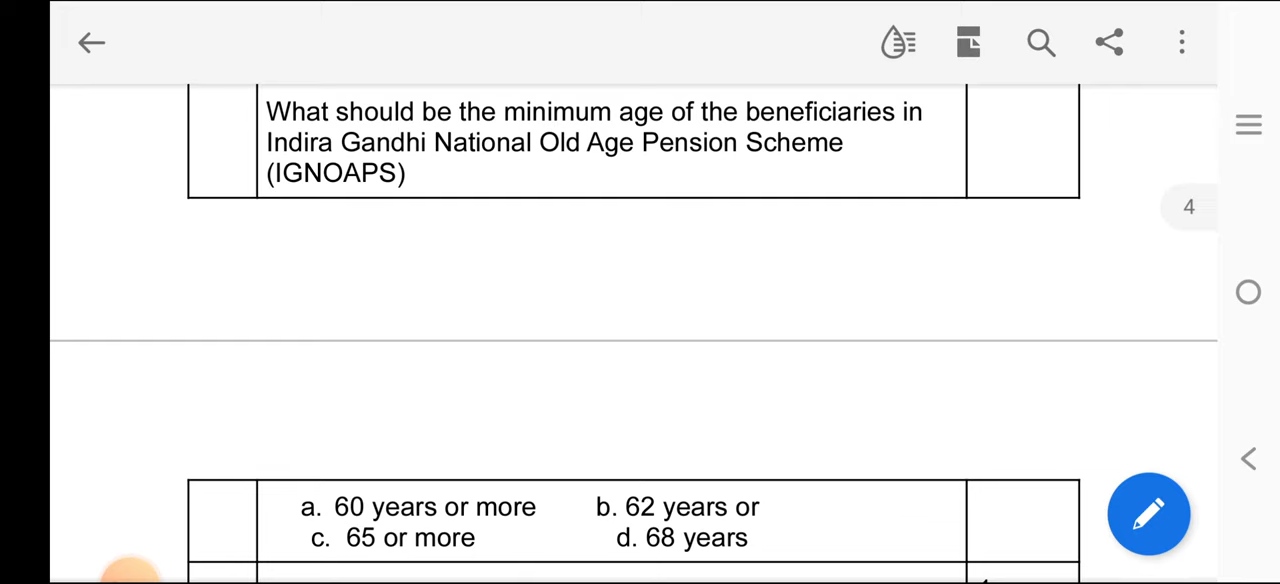 What should be the minimum age of the beneficiaries in
Indira Gandhi National Old Age Pension Scheme
(IGNOAPS)
4
a. 60 years or more b. 62 years or
c. 65 or more d. 68 years